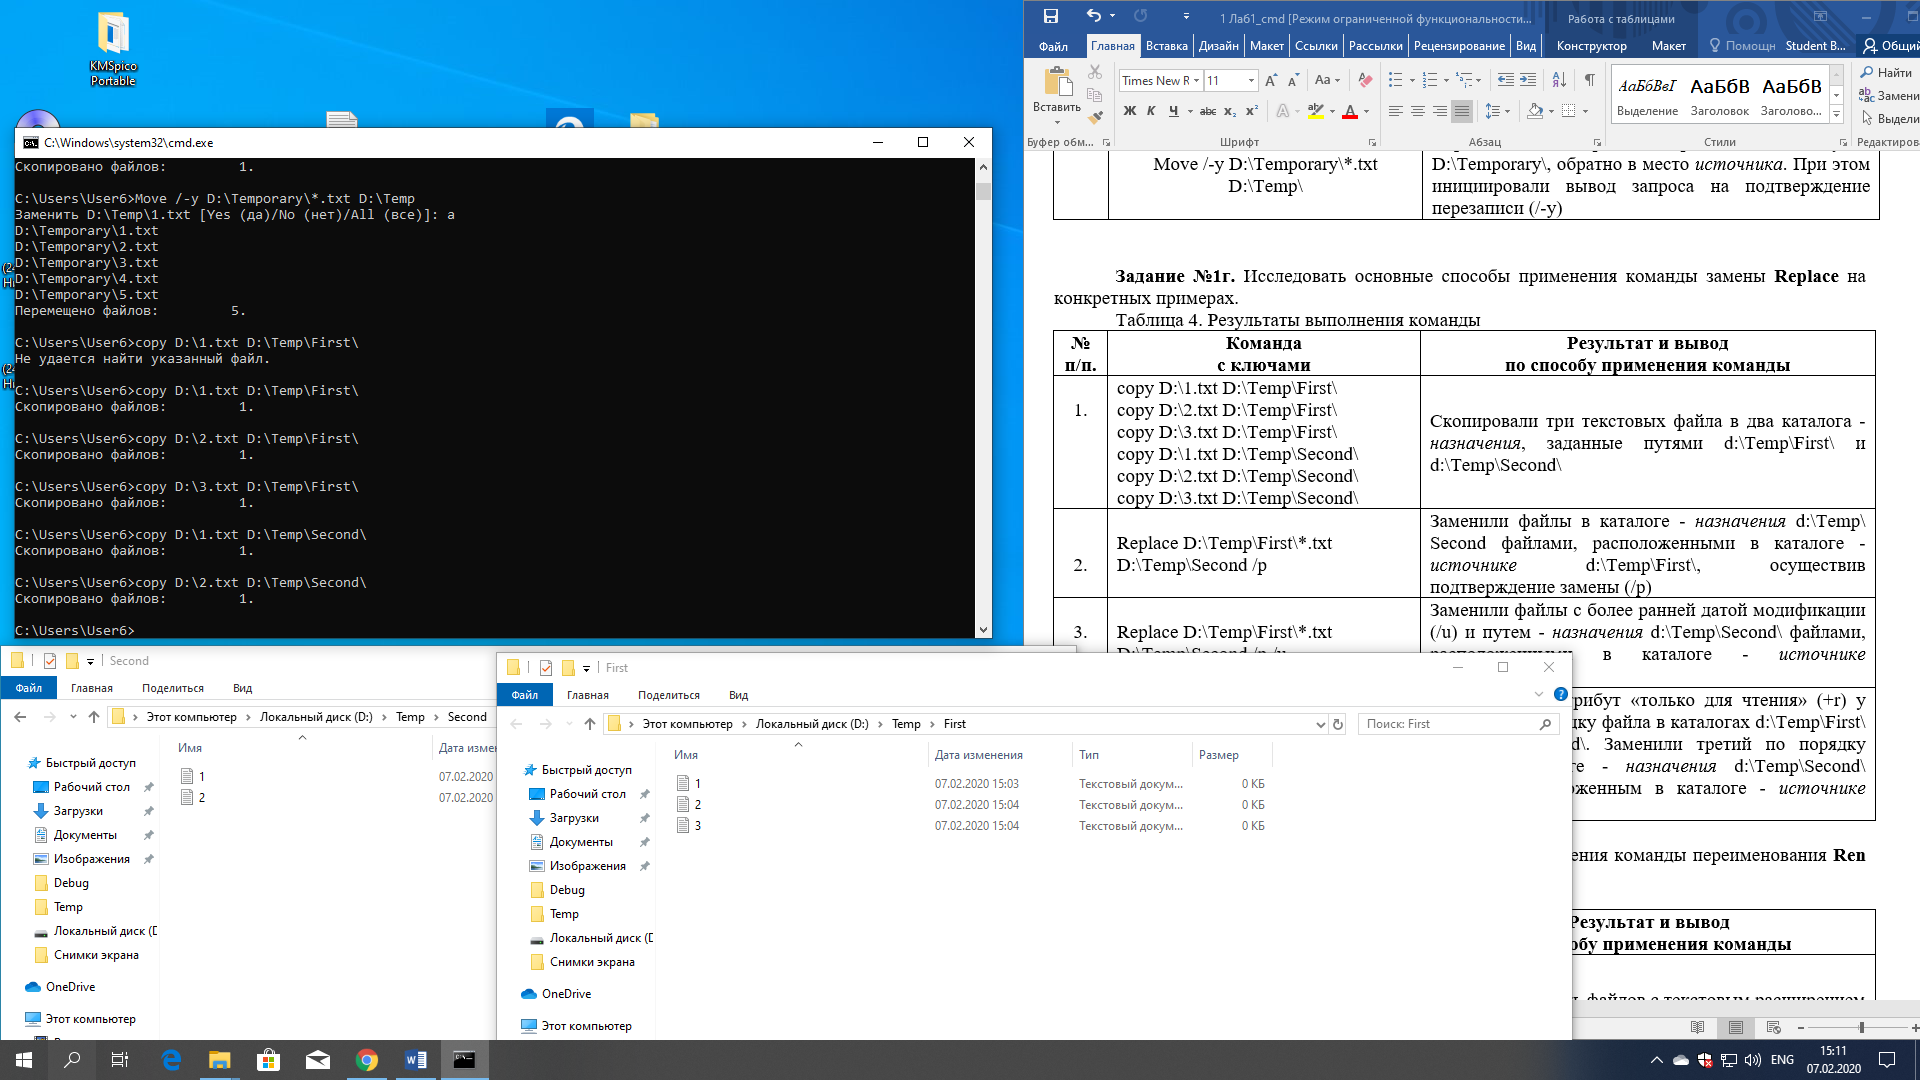 KMSpico
Portable
C:\Windows\system32\cmd.exe
Скопировано файлов:         1.
C:\Users\User6>Move /-y D:\Temporary\*.txt D:\Temp
Заменить D:\Temp\1.txt [Yes (да)/No (нет)/All (все)]: a
D:\Temporary\1.txt
D:\Temporary\2.txt
D:\Temporary\3.txt
D:\Temporary\4.txt
D:\Temporary\5.txt
Перемещено файлов:         5.
C:\Users\User6>copy D:\1.txt D:\Temp\First\
Не удается найти указанный файл.
C:\Users\User6>copy D:\1.txt D:\Temp\First\
Скопировано файлов:         1.
C:\Users\User6>copy D:\2.txt D:\Temp\First\
Скопировано файлов:         1.
C:\Users\User6>copy D:\3.txt D:\Temp\First\
Скопировано файлов:         1.
C:\Users\User6>copy D:\1.txt D:\Temp\Second\
Скопировано файлов:         1.
C:\Users\User6>copy D:\2.txt D:\Temp\Second\
Скопировано файлов:         1.
C:\Users\User6>
1 Лаб1_cmd [Режим ограниченной функциональности...
Работа с таблицами
Файл Главная Вставка Дизайн Макет Ссылки Рассылки Рецензирование Вид Конструктор Макет Помощн Student B... Общий
Вставить
Times New R 11
Ж К Ч abc x₂ x²
АаБбВвІ АаБбВ АаБбВ
Выделение Заголовок Заголово...
Найти
Замени
Выдели
Буфер обм... Шрифт Абзац Стили Редактиров
Move /-y D:\Temporary\*.txt
D:\Temp\
D:\Temporary\, обратно в место источника. При этом
инициировали вывод запроса на подтверждение
перезаписи (/-y)
Задание №1г. Исследовать основные способы применения команды замены Replace на
конкретных примерах.
Таблица 4. Результаты выполнения команды
№
п/п.
Команда
с ключами
Результат и вывод
по способу применения команды
1.
copy D:\1.txt D:\Temp\First\
copy D:\2.txt D:\Temp\First\
copy D:\3.txt D:\Temp\First\
copy D:\1.txt D:\Temp\Second\
copy D:\2.txt D:\Temp\Second\
copy D:\3.txt D:\Temp\Second\
Скопировали три текстовых файла в два каталога -
назначения, заданные путями d:\Temp\First\ и
d:\Temp\Second\
2.
Replace D:\Temp\First\*.txt
D:\Temp\Second /p
Заменили файлы в каталоге - назначения d:\Temp\
Second файлами, расположенными в каталоге -
источнике d:\Temp\First\, осуществив
подтверждение замены (/p)
3.
Replace D:\Temp\First\*.txt
Заменили файлы с более ранней датой модификации
(/u) и путем - назначения d:\Temp\Second\ файлами,
в каталоге - источнике
рибут «только для чтения» (+r) у
дку файла в каталогах d:\Temp\First\
d\. Заменили третий по порядку
ге - назначения d:\Temp\Second\
оженным в каталоге - источнике
ения команды переименования Ren
Результат и вывод
обу применения команды
файлов с текстовым расширением
Second
Файл Главная Поделиться Вид
Этот компьютер Локальный диск (D:) Temp Second
Имя Дата измен
1 07.02.2020
2 07.02.2020
Быстрый доступ
Рабочий стол
Загрузки
Документы
Изображения
Debug
Temp
Локальный диск (D
Снимки экрана
OneDrive
Этот компьютер
First
Файл Главная Поделиться Вид
Этот компьютер Локальный диск (D:) Temp First
Поиск: First
Имя Дата изменения Тип Размер
1 07.02.2020 15:03 Текстовый докум... 0 КБ
2 07.02.2020 15:04 Текстовый докум... 0 КБ
3 07.02.2020 15:04 Текстовый докум... 0 КБ
Быстрый доступ
Рабочий стол
Загрузки
Документы
Изображения
Debug
Temp
Локальный диск (D
Снимки экрана
OneDrive
Этот компьютер
ENG
15:11
07.02.2020